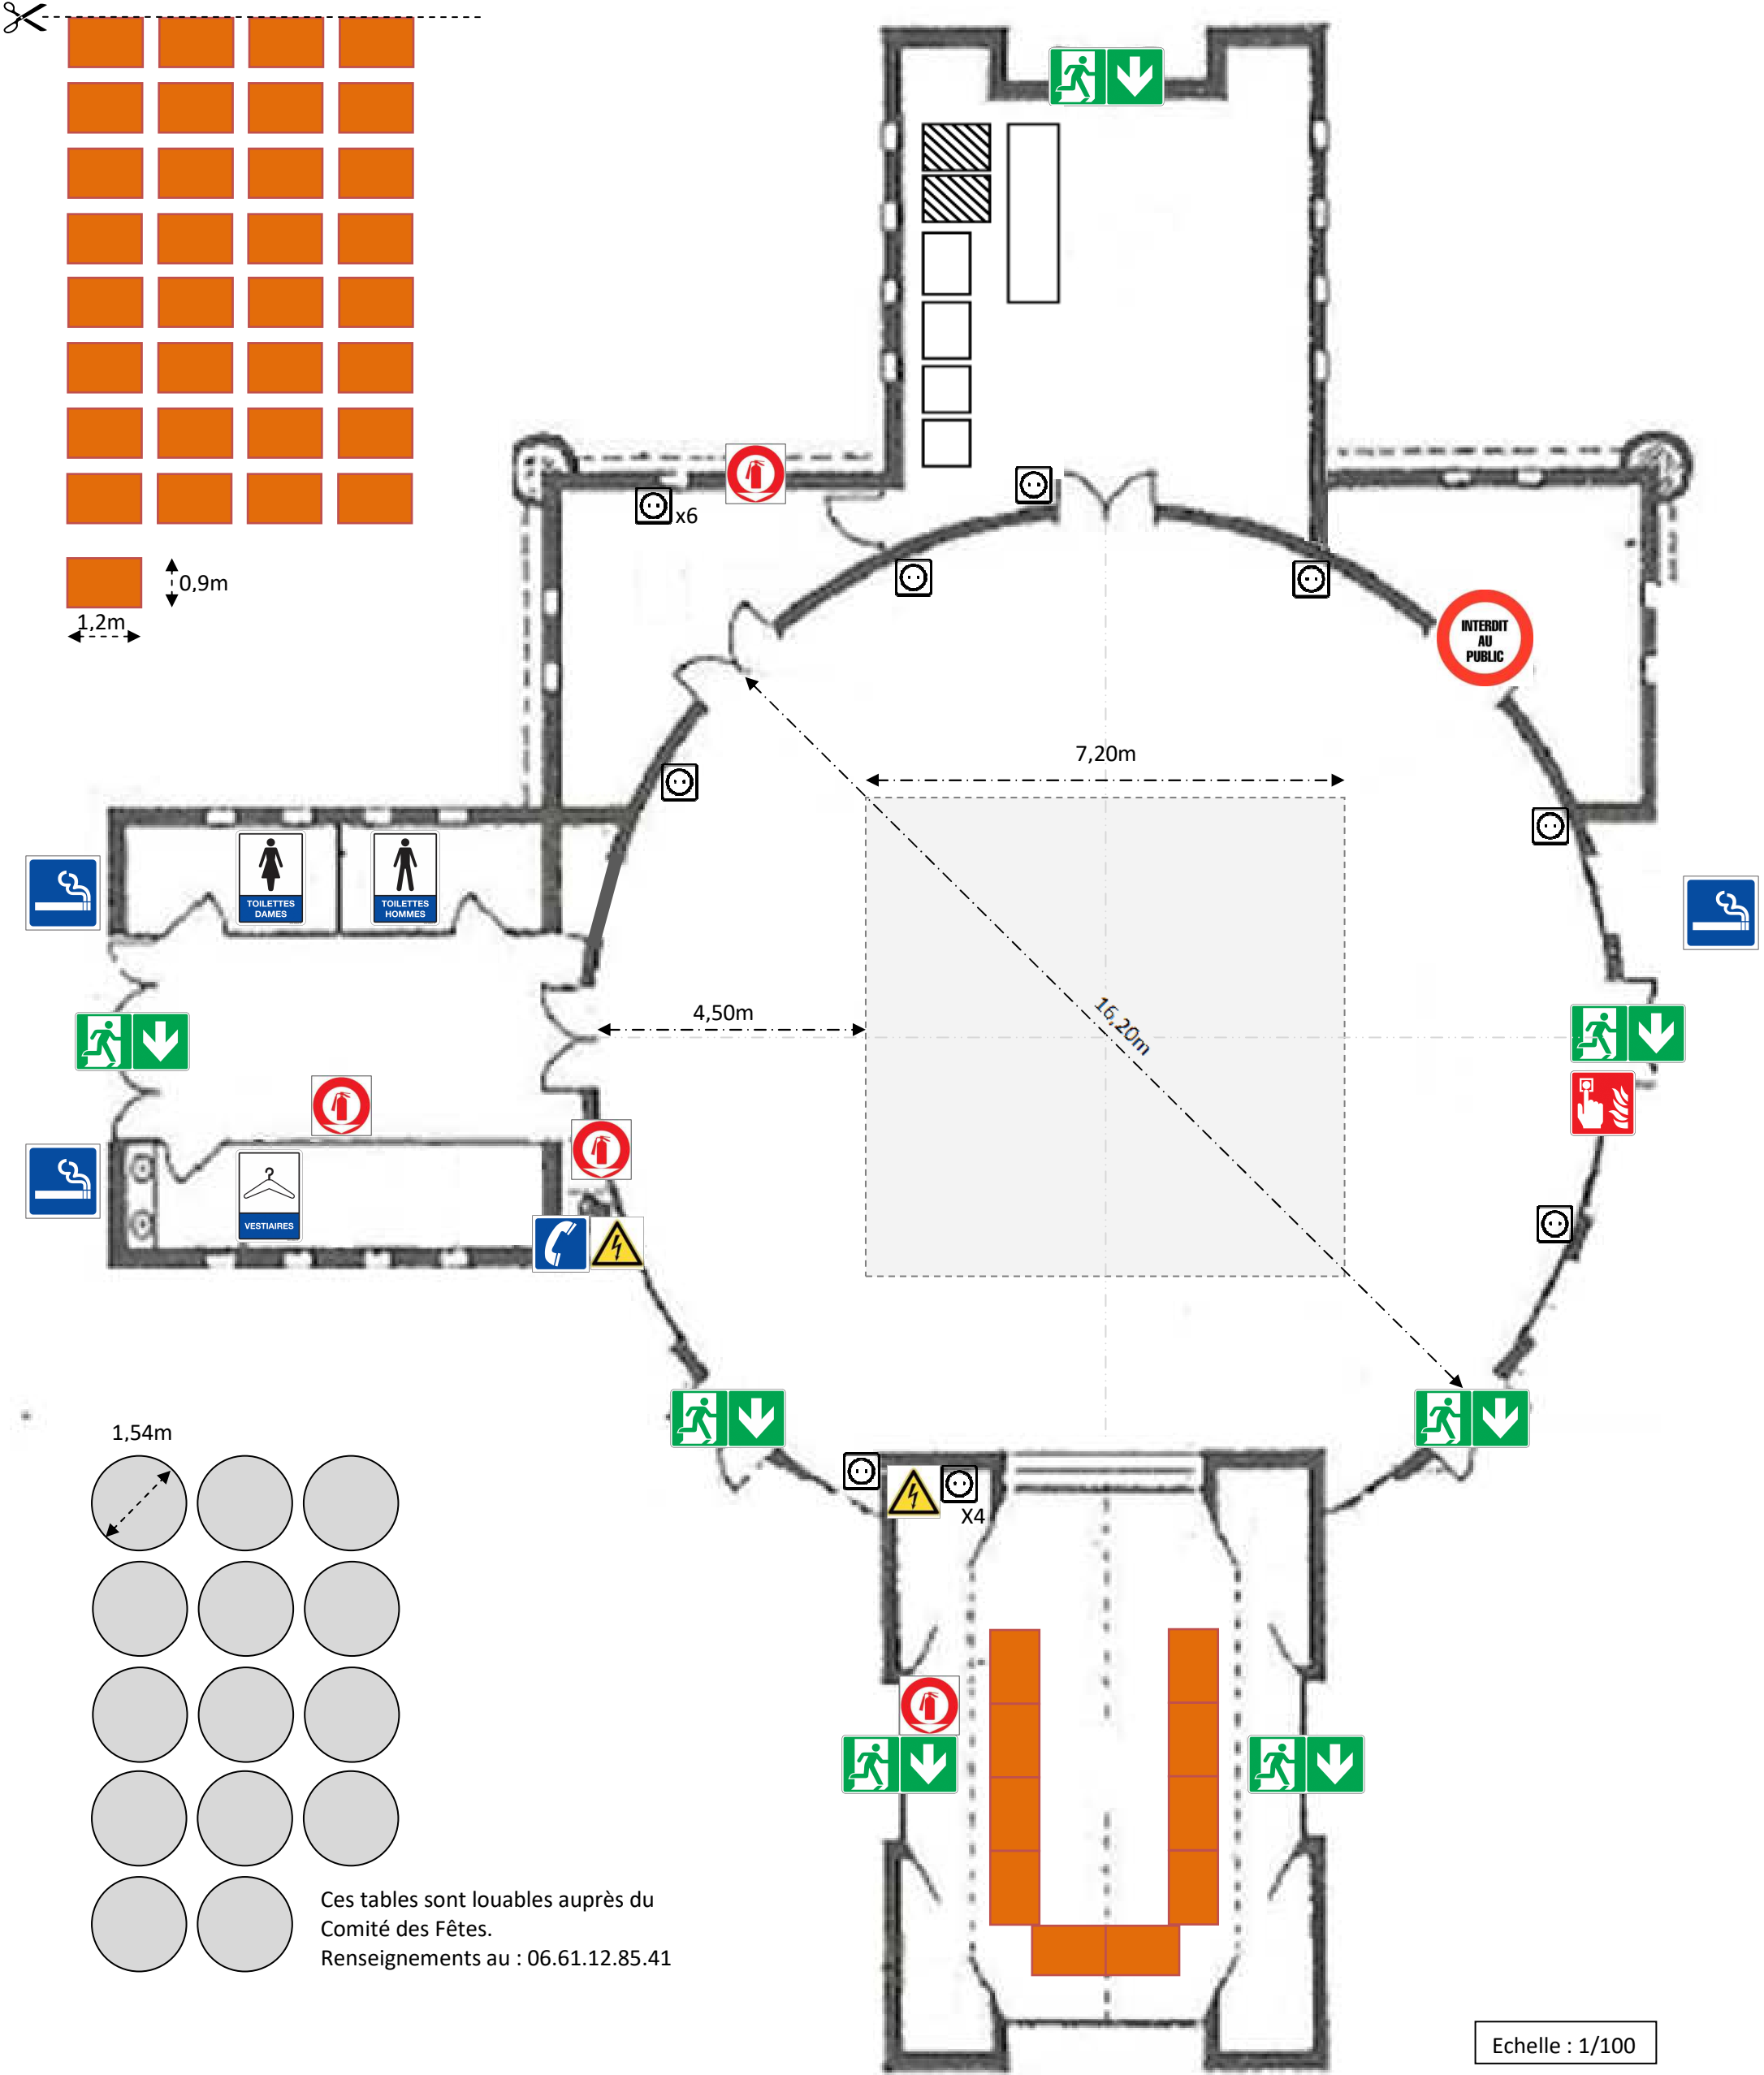 0,9m
1,2m
x6
INTERDIT
AU
PUBLIC
7,20m
TOILETTES
DAMES
TOILETTES
HOMMES
4,50m
16,20m
VESTIAIRES
1,54m
X4
Ces tables sont louables auprès du
Comité des Fêtes.
Renseignements au : 06.61.12.85.41
Echelle : 1/100